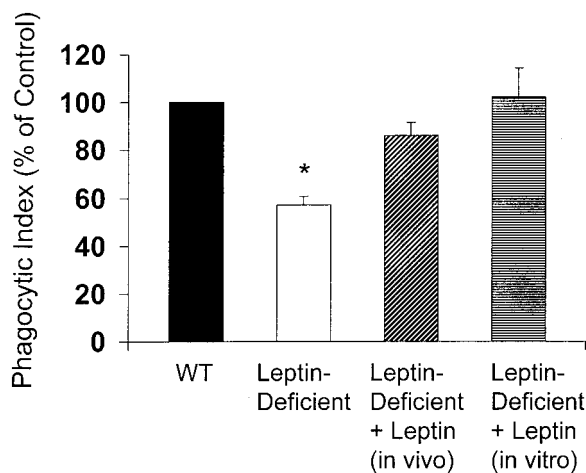 Phagocytic Index (% of Control)
120
100
80
60
40
20
0
*
WT
Leptin-
Deficient
Leptin-
Deficient
+ Leptin
(in vivo)
Leptin-
Deficient
+ Leptin
(in vitro)